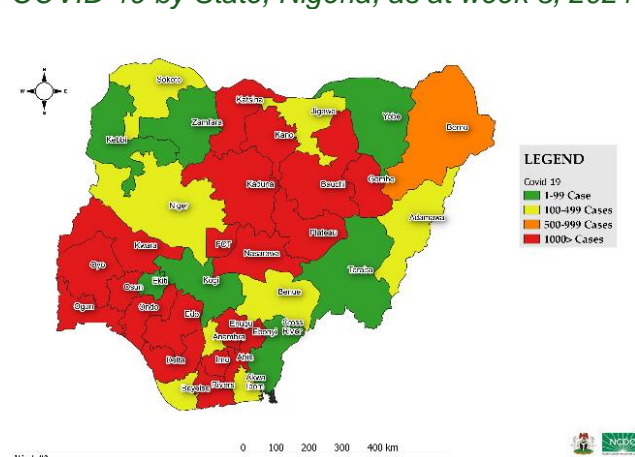 COVID-19 by State, Nigeria, as at week 8, 2021
N
W
E
S
Sokoto
Katsina
Jigawa
Yobe
Borno
Zamfara
Kano
Kebbi
Kaduna
Bauchi
Gombe
Niger
Adamawa
Plateau
FCT
Kwara
Nasarawa
Oyo
Taraba
Ekiti
Kogi
Osun
Benue
Ogun
Ondo
Edo
Enugu
Ebonyi
Cross
River
Anambra
Delta
Imo
Abia
Akwa
Ibom
Bayelsa
Rivers
LEGEND
Covid 19
1-99 Case
100-499 Cases
500-999 Cases
1000> Cases
0 100 200 300 400 km
NCDC